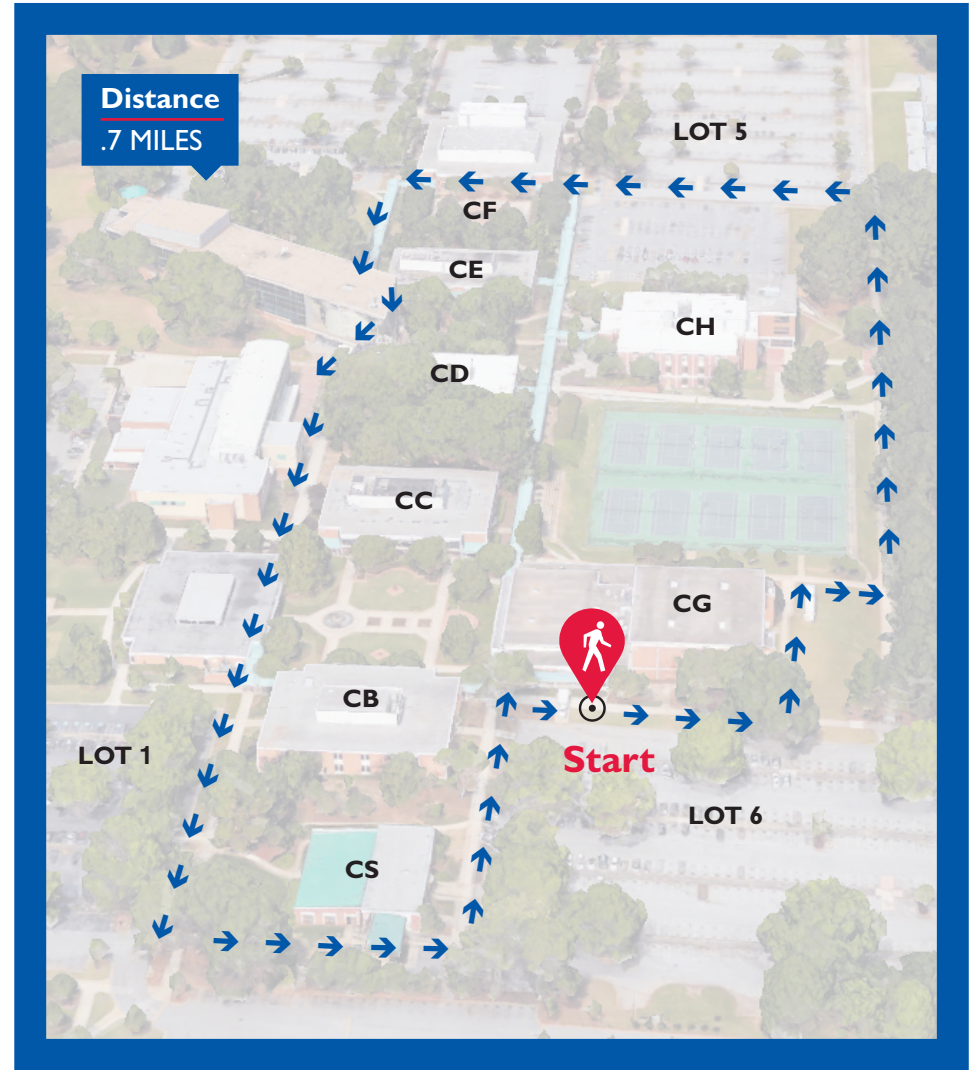 Distance
.7 MILES
LOT 5
CF
CE
CH
CD
CC
CG
CB
LOT 1
Start
LOT 6
CS